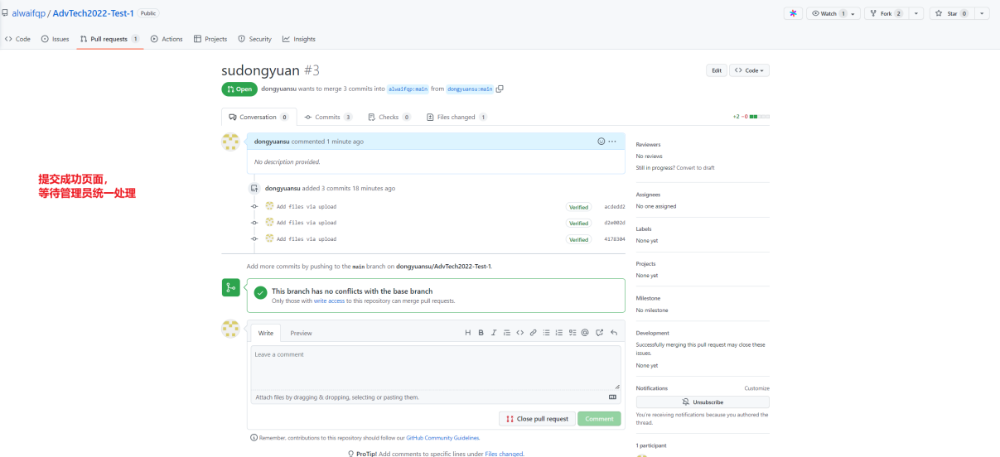 alwaifqp / AdvTech2022-Test-1 Public
Watch 1 Fork 2 Star 0
Code Issues Pull requests 1 Actions Projects Security Insights
sudongyuan #3
Edit Code
Open dongyuansu wants to merge 3 commits into alwaifqp:main from dongyuansu:main
Conversation 0 Commits 3 Checks 0 Files changed 1
+2 −0
dongyuansu commented 1 minute ago
No description provided.
dongyuansu added 3 commits 18 minutes ago
Add files via upload Verified acdedd2
Add files via upload Verified d2e002d
Add files via upload Verified 4178304
Add more commits by pushing to the main branch on dongyuansu/AdvTech2022-Test-1.
This branch has no conflicts with the base branch
Only those with write access to this repository can merge pull requests.
Write Preview
Leave a comment
Attach files by dragging & dropping, selecting or pasting them.
Close pull request Comment
Remember, contributions to this repository should follow our GitHub Community Guidelines.
ProTip! Add comments to specific lines under Files changed.
提交成功页面，
等待管理员统一处理
Reviewers
No reviews
Still in progress? Convert to draft
Assignees
No one assigned
Labels
None yet
Projects
None yet
Milestone
No milestone
Development
Successfully merging this pull request may close these
issues.
None yet
Notifications Customize
Unsubscribe
You're receiving notifications because you authored the
thread.
1 participant